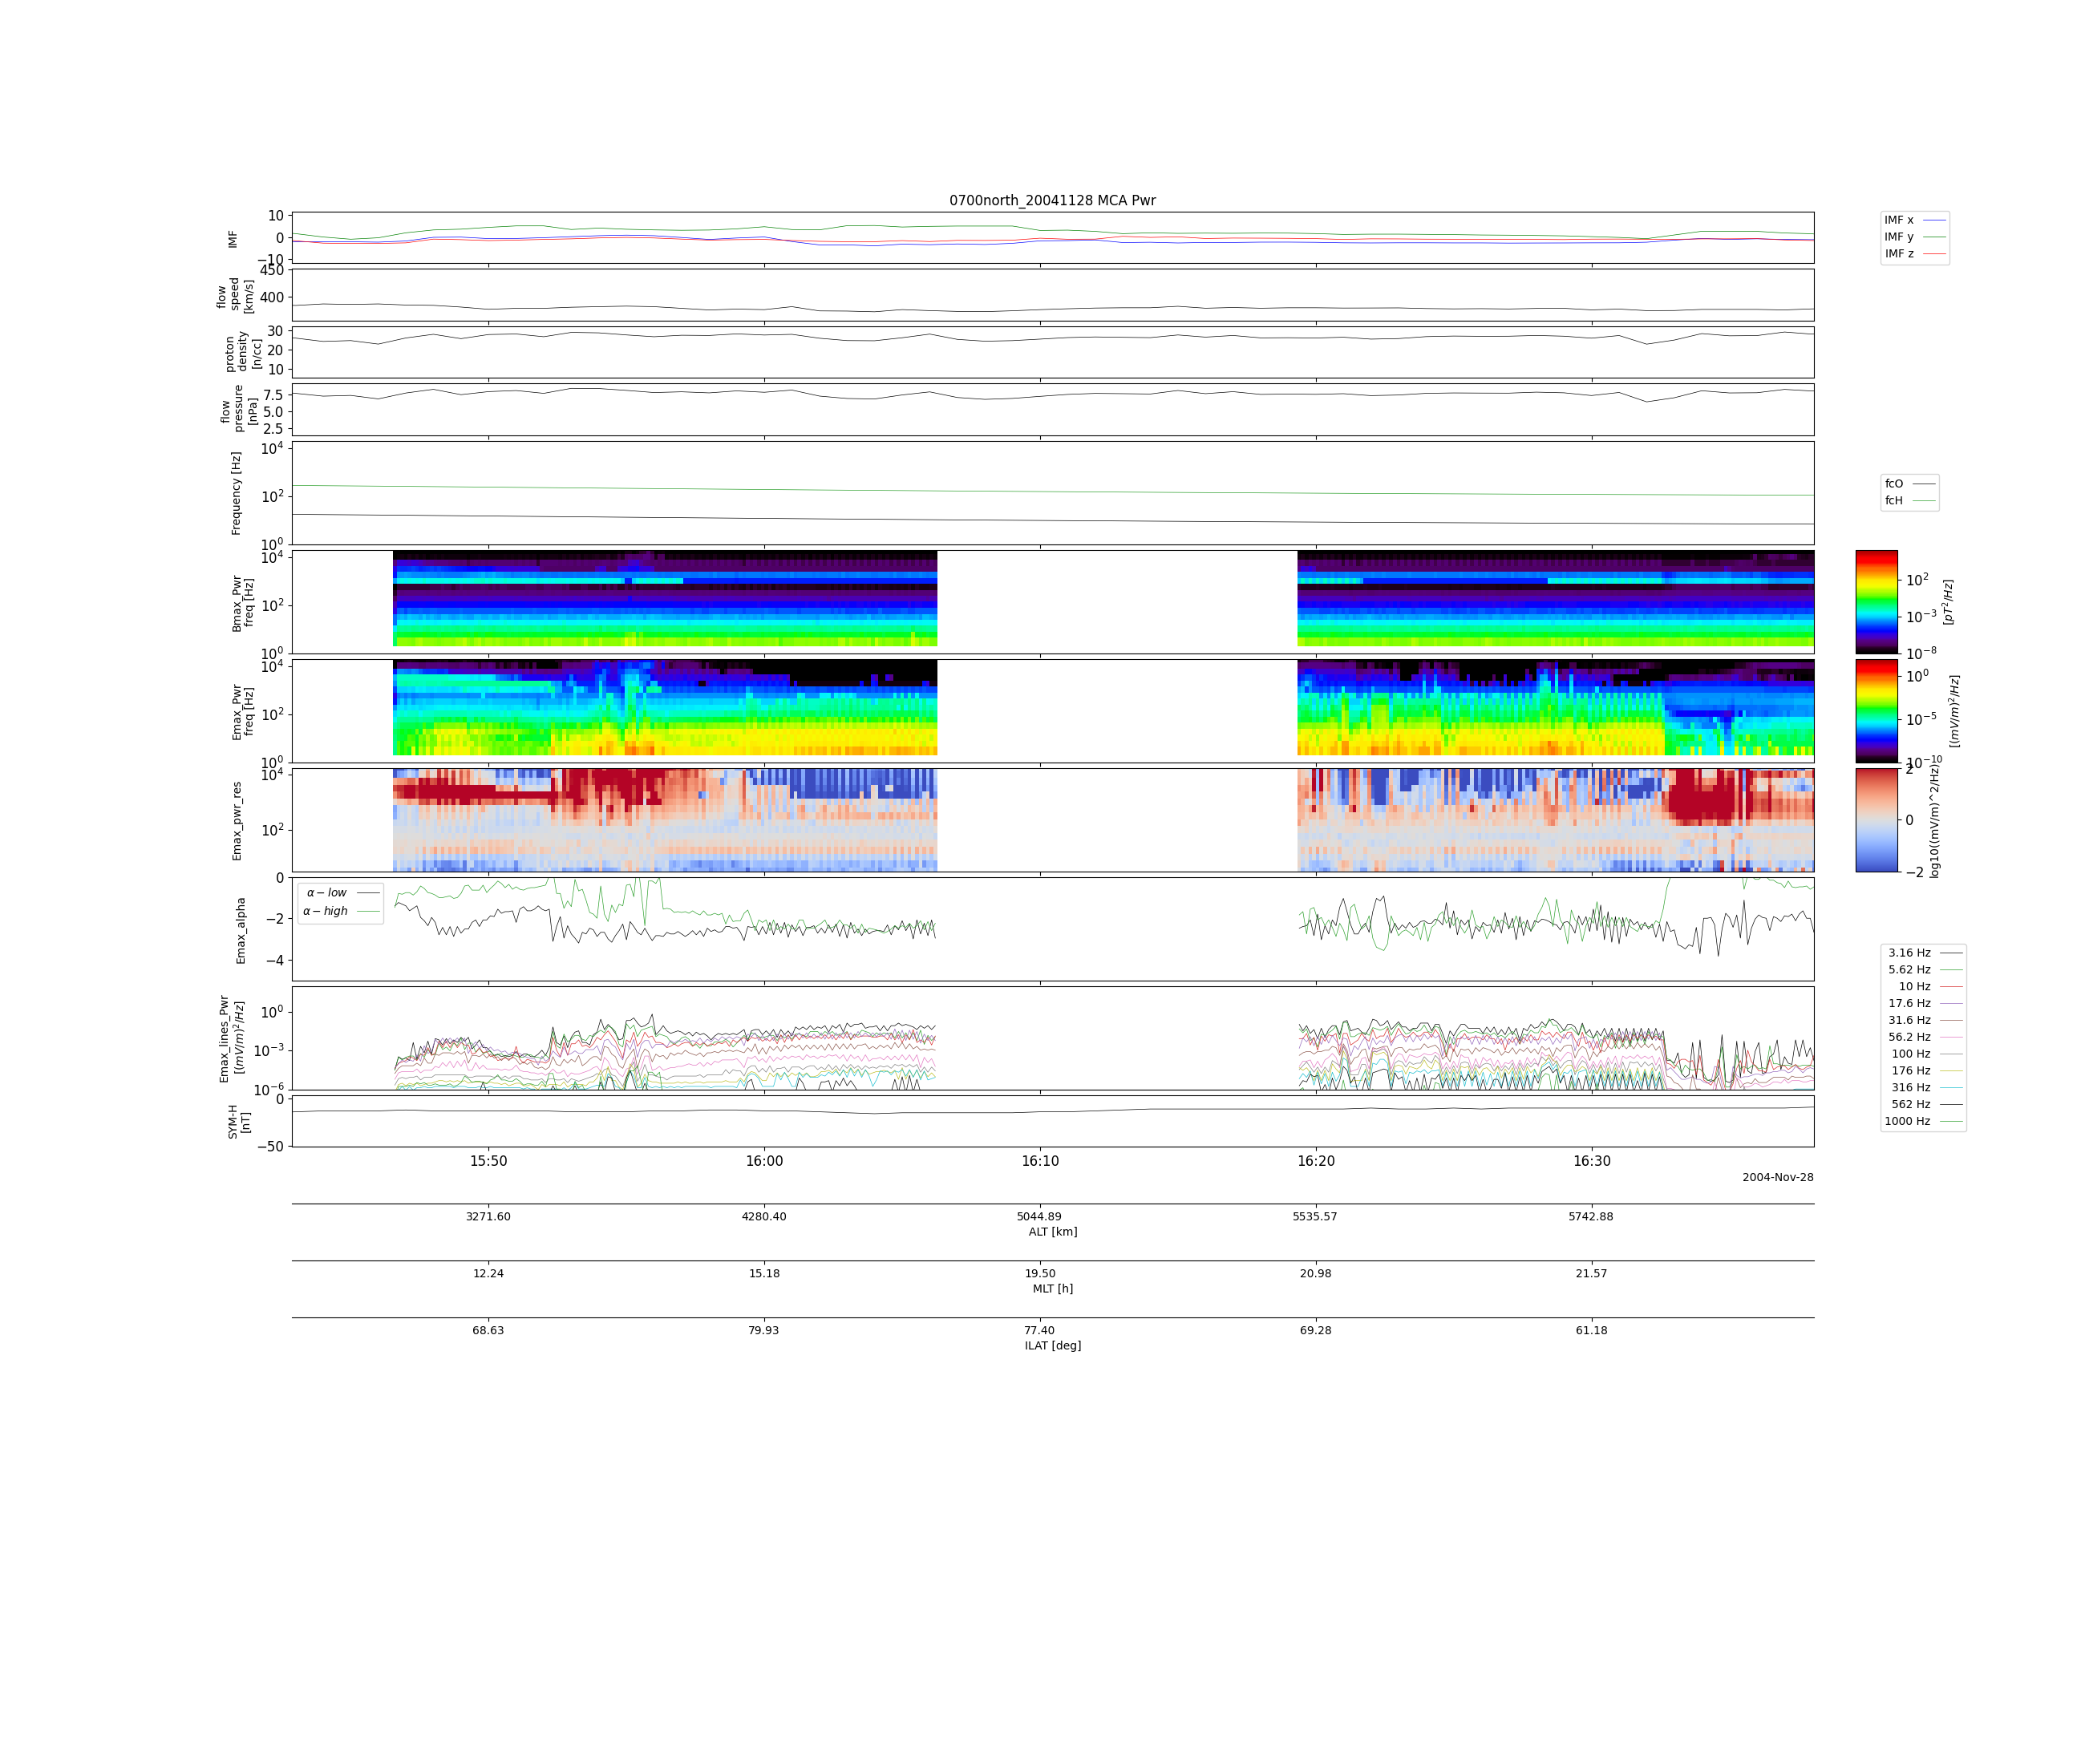 0700north_20041128 MCA Pwr
10
0
−10
IMF
IMF x
IMF y
IMF z
450
400
flow
speed
[km/s]
30
20
10
proton
density
[n/cc]
7.5
5.0
2.5
flow
pressure
[nPa]
10^4
10^2
10^0
Frequency [Hz]
fcO
fcH
10^4
10^2
10^0
Bmax_Pwr
freq [Hz]
10^2
10^−3
10^−8
[pT^2/Hz]
10^4
10^2
10^0
Emax_Pwr
freq [Hz]
10^0
10^−5
10^−10
[(mV/m)^2/Hz]
10^4
10^2
Emax_pwr_res
2
0
−2
log10((mV/m)^2/Hz)
0
−2
−4
Emax_alpha
α − low
α − high
10^0
10^−3
10^−6
Emax_lines_Pwr
[(mV/m)^2/Hz]
3.16 Hz
5.62 Hz
10 Hz
17.6 Hz
31.6 Hz
56.2 Hz
100 Hz
176 Hz
316 Hz
562 Hz
1000 Hz
0
−50
SYM-H
[nT]
15:50 16:00 16:10 16:20 16:30
2004-Nov-28
3271.60 4280.40 5044.89 5535.57 5742.88
ALT [km]
12.24 15.18 19.50 20.98 21.57
MLT [h]
68.63 79.93 77.40 69.28 61.18
ILAT [deg]